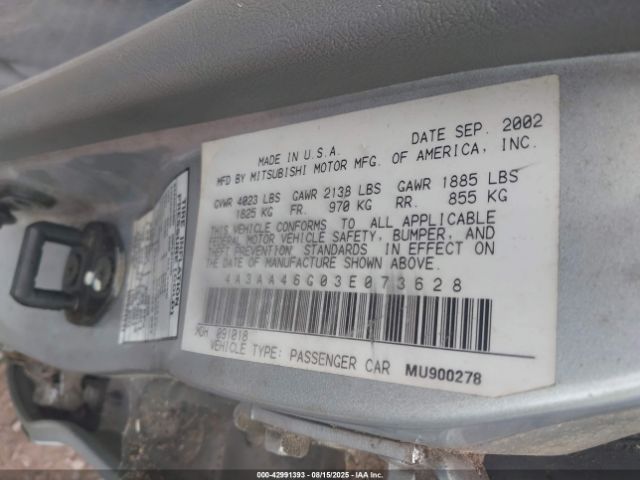 MADE IN U.S.A. DATE SEP. 2002
MFD BY MITSUBISHI MOTOR MFG. OF AMERICA, INC.
GVWR 4023 LBS GAWR 2138 LBS GAWR 1885 LBS
1825 KG FR. 970 KG RR. 855 KG
THIS VEHICLE CONFORMS TO ALL APPLICABLE
FEDERAL MOTOR VEHICLE SAFETY, BUMPER, AND
THEFT PREVENTION STANDARDS IN EFFECT ON
THE DATE OF MANUFACTURE SHOWN ABOVE.
4A3AA46G03E073628
091018
VEHICLE TYPE: PASSENGER CAR MU900278
000-42991393 - 08/15/2025 - IAAI.com